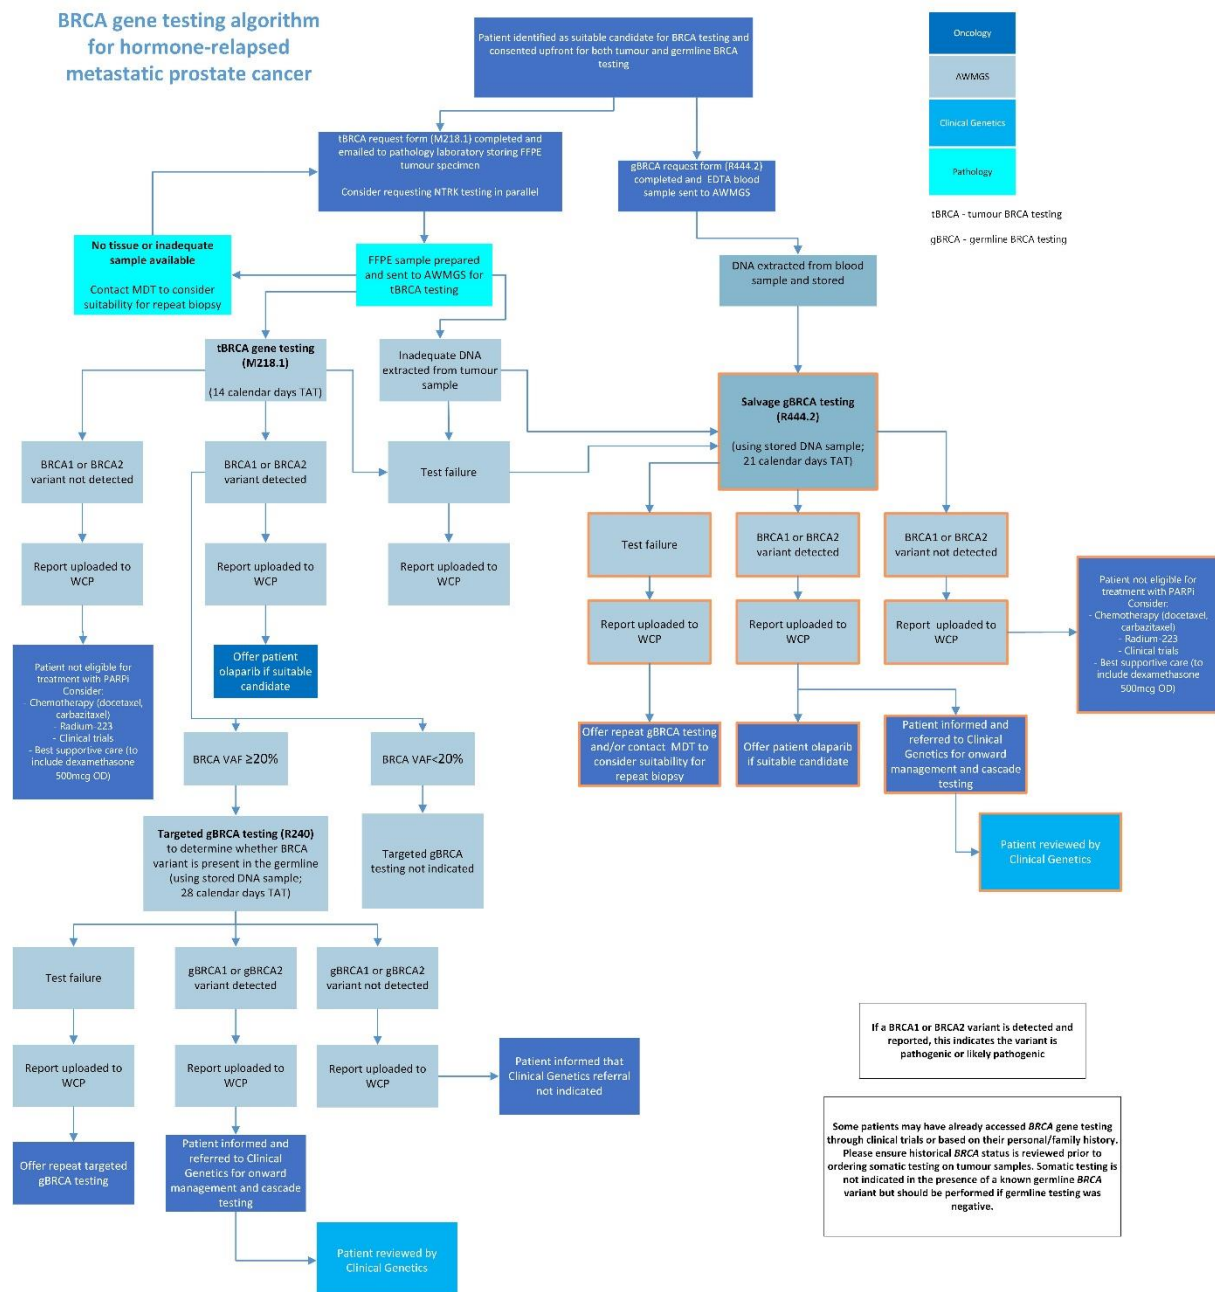 BRCA gene testing algorithm
for hormone-relapsed
metastatic prostate cancer
Patient identified as suitable candidate for BRCA testing and
consented upfront for both tumour and germline BRCA
testing
Oncology
AWMGS
Clinical Genetics
Pathology
tBRCA - tumour BRCA testing
gBRCA – germline BRCA testing
tBRCA request form (M218.1) completed and
emailed to pathology laboratory storing FFPE
tumour specimen
Consider requesting NTRK testing in parallel
gBRCA request form (R444.2)
completed and EDTA blood
sample sent to AWMGS
No tissue or inadequate
sample available
Contact MDT to consider
suitability for repeat biopsy
FFPE sample prepared
and sent to AWMGS for
tBRCA testing
DNA extracted from blood
sample and stored
tBRCA gene testing
(M218.1)
(14 calendar days TAT)
Inadequate DNA
extracted from tumour
sample
Salvage gBRCA testing
(R444.2)
(using stored DNA sample;
21 calendar days TAT)
BRCA1 or BRCA2
variant not detected
BRCA1 or BRCA2
variant detected
Test failure
Test failure
BRCA1 or BRCA2
variant detected
BRCA1 or BRCA2
variant not detected
Report uploaded to
WCP
Report uploaded to
WCP
Report uploaded to
WCP
Report uploaded to
WCP
Report uploaded to
WCP
Report uploaded to
WCP
Patient not eligible for
treatment with PARPi
Consider:
- Chemotherapy (docetaxel,
carbazitaxel)
- Radium-223
- Clinical trials
- Best supportive care (to
include dexamethasone
500mcg OD)
Patient not eligible for
treatment with PARPi
Consider:
- Chemotherapy (docetaxel,
carbazitaxel)
- Radium-223
- Clinical trials
- Best supportive care (to
include dexamethasone
500mcg OD)
Offer patient
olaparib if suitable
candidate
BRCA VAF ≥20%
BRCA VAF<20%
Offer repeat gBRCA testing
and/or contact MDT to
consider suitability for
repeat biopsy
Offer patient olaparib
if suitable candidate
Patient informed and
referred to Clinical
Genetics for onward
management and cascade
testing
Targeted gBRCA testing (R240)
to determine whether BRCA
variant is present in the germline
(using stored DNA sample;
28 calendar days TAT)
Targeted gBRCA
testing not indicated
Patient reviewed by
Clinical Genetics
Test failure
gBRCA1 or gBRCA2
variant detected
gBRCA1 or gBRCA2
variant not detected
Report uploaded to
WCP
Report uploaded to
WCP
Report uploaded to
WCP
Patient informed that
Clinical Genetics referral
not indicated
Offer repeat targeted
gBRCA testing
Patient informed and
referred to Clinical
Genetics for onward
management and cascade
testing
Patient reviewed by
Clinical Genetics
If a BRCA1 or BRCA2 variant is detected and
reported, this indicates the variant is
pathogenic or likely pathogenic
Some patients may have already accessed BRCA gene testing
through clinical trials or based on their personal/family history.
Please ensure historical BRCA status is reviewed prior to
ordering somatic testing on tumour samples. Somatic testing is
not indicated in the presence of a known germline BRCA
variant but should be performed if germline testing was
negative.